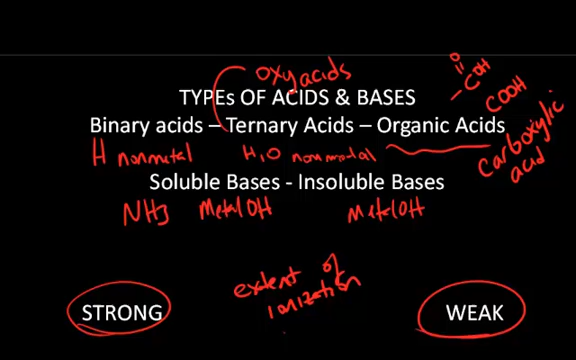 oxyacids
TYPEs OF ACIDS & BASES
Binary acids – Ternary Acids – Organic Acids
O
-COH
COOH
carboxylic
acid
H nonmetal
H,O nonmetal
Soluble Bases - Insoluble Bases
NH3 Metal OH
Metal OH
extent of
ionization
STRONG
WEAK